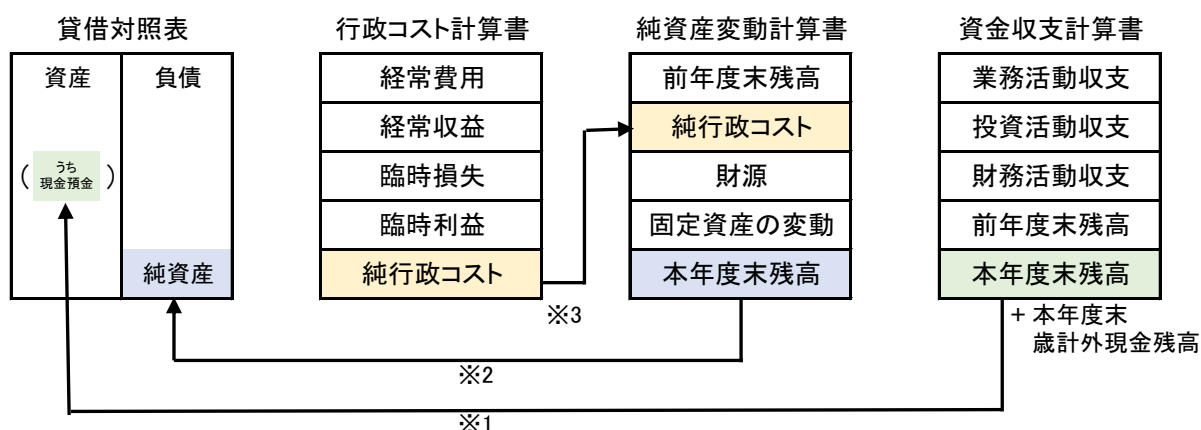 貸借対照表
資産
負債
(うち
現金預金)
純資産
行政コスト計算書
経常費用
経常収益
臨時損失
臨時利益
純行政コスト
純資産変動計算書
前年度末残高
純行政コスト
財源
固定資産の変動
本年度末残高
資金収支計算書
業務活動収支
投資活動収支
財務活動収支
前年度末残高
本年度末残高
+ 本年度末
歳計外現金残高
※3
※2
※1